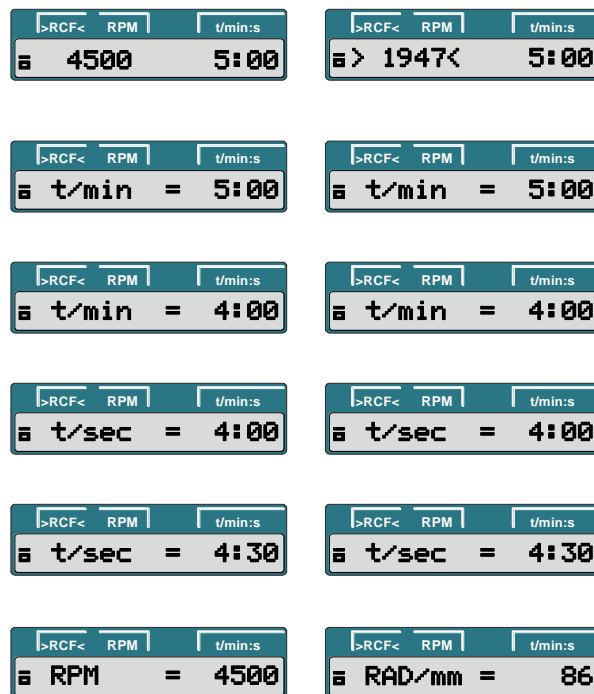 >RCF< RPM t/min:s
4500 5:00
>RCF< RPM t/min:s
> 1947< 5:00
>RCF< RPM t/min:s
t/min = 5:00
>RCF< RPM t/min:s
t/min = 5:00
>RCF< RPM t/min:s
t/min = 4:00
>RCF< RPM t/min:s
t/min = 4:00
>RCF< RPM t/min:s
t/sec = 4:00
>RCF< RPM t/min:s
t/sec = 4:00
>RCF< RPM t/min:s
t/sec = 4:30
>RCF< RPM t/min:s
t/sec = 4:30
>RCF< RPM t/min:s
RPM = 4500
>RCF< RPM t/min:s
RAD/mm = 86